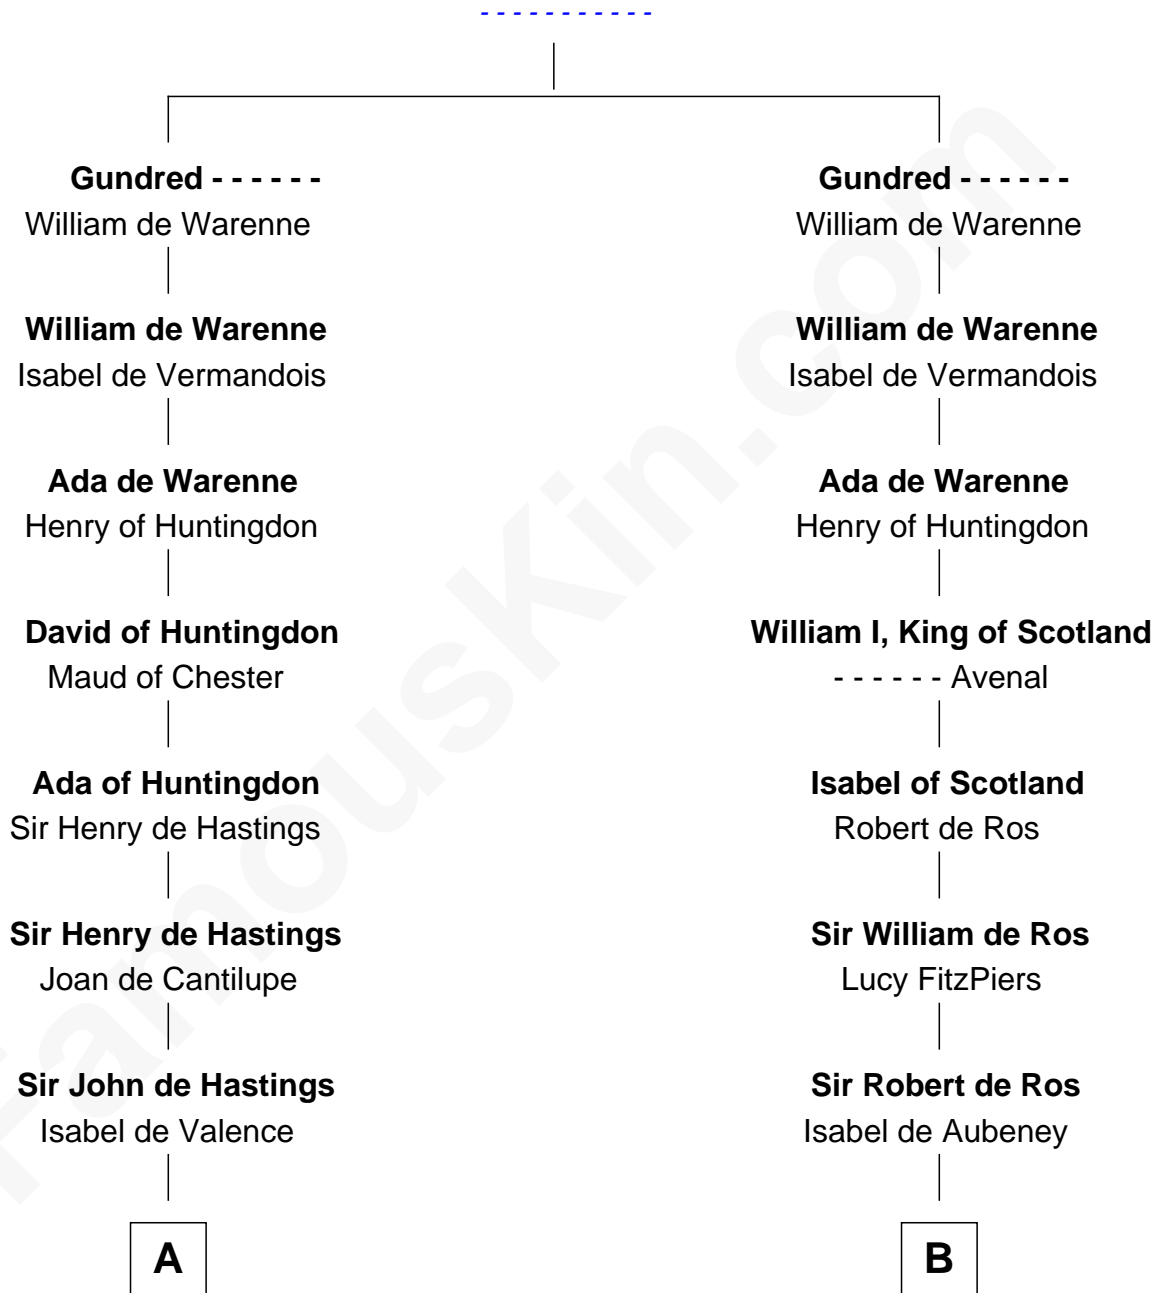 - - - - - - - - - - -
Gundred - - - - - -
William de Warenne
William de Warenne
Isabel de Vermandois
Ada de Warenne
Henry of Huntingdon
David of Huntingdon
Maud of Chester
Ada of Huntingdon
Sir Henry de Hastings
Sir Henry de Hastings
Joan de Cantilupe
Sir John de Hastings
Isabel de Valence
A
Gundred - - - - - -
William de Warenne
William de Warenne
Isabel de Vermandois
Ada de Warenne
Henry of Huntingdon
William I, King of Scotland
- - - - - - Avenal
Isabel of Scotland
Robert de Ros
Sir William de Ros
Lucy FitzPiers
Sir Robert de Ros
Isabel de Aubeney
B
FamousKin.com